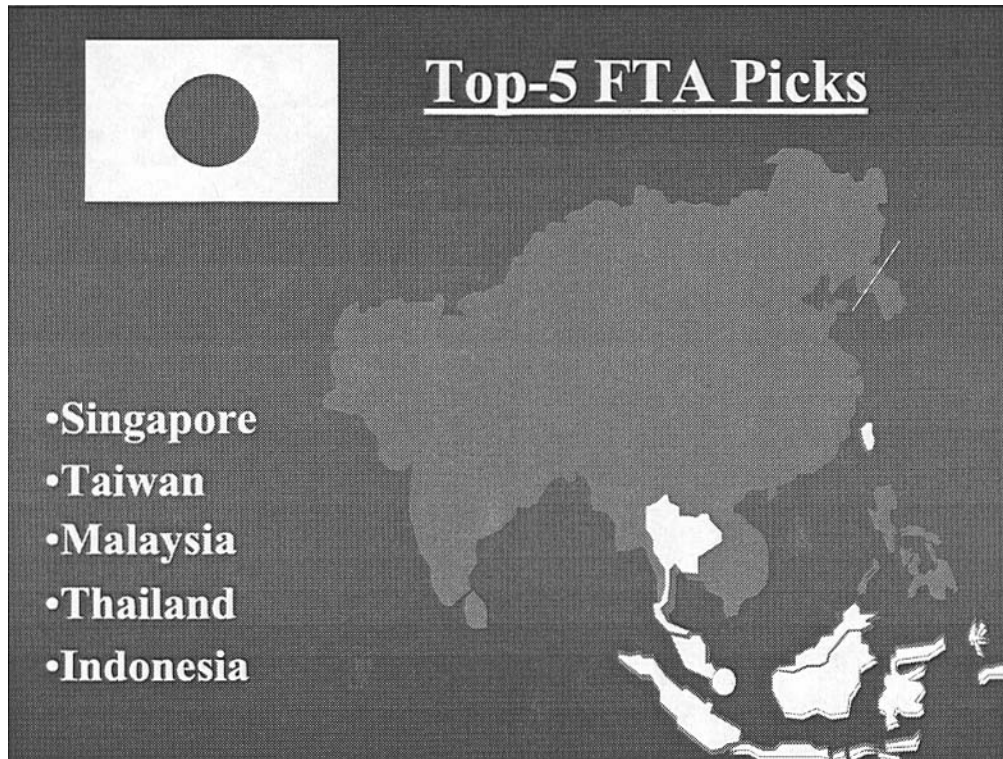 Top-5 FTA Picks
•Singapore
•Taiwan
•Malaysia
•Thailand
•Indonesia